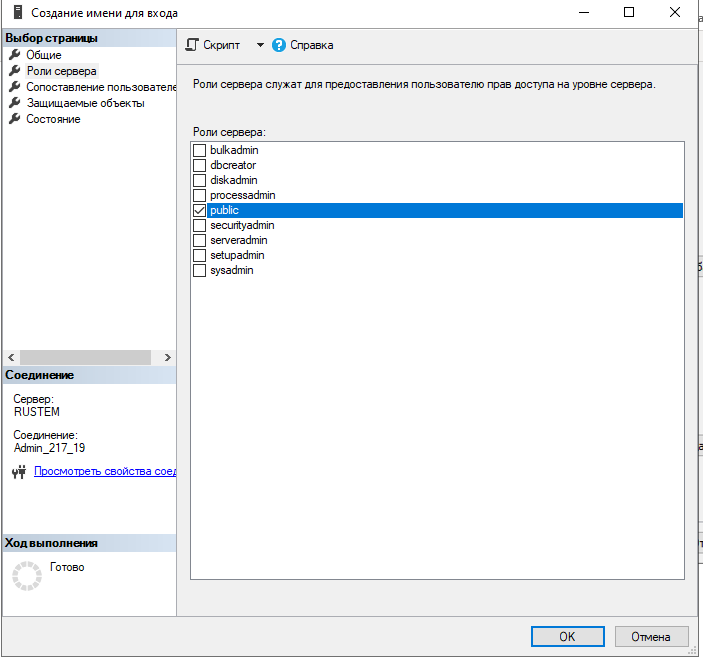 Создание имени для входа
Выбор страницы
Общие
Роли сервера
Сопоставление пользователе
Защищаемые объекты
Состояние
Скрипт
Справка
Роли сервера служат для предоставления пользователю прав доступа на уровне сервера.
Роли сервера:
bulkadmin
dbcreator
diskadmin
processadmin
public
securityadmin
serveradmin
setupadmin
sysadmin
Соединение
Сервер:
RUSTEM
Соединение:
Admin_217_19
Просмотреть свойства соед
Ход выполнения
Готово
OK
Отмена